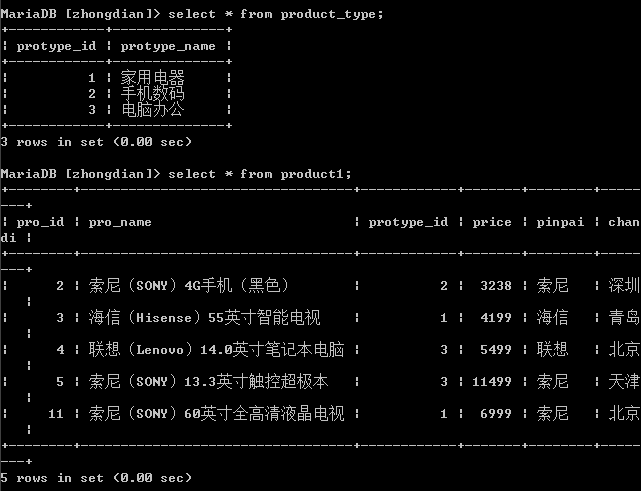 MariaDB [zhongdian]> select * from product_type;
+------------+--------------+
| protype_id | protype_name |
+------------+--------------+
| 1 | 家用电器 |
| 2 | 手机数码 |
| 3 | 电脑办公 |
+------------+--------------+
3 rows in set (0.00 sec)
MariaDB [zhongdian]> select * from product1;
+--------+-----------------------------------+------------+-------+--------+-----
---+
| pro_id | pro_name | protype_id | price | pinpai | chan
di |
+--------+-----------------------------------+------------+-------+--------+-----
---+
| 2 | 索尼（SONY）4G手机（黑色） | 2 | 3238 | 索尼 | 深圳
|
| 3 | 海信（Hisense）55英寸智能电视 | 1 | 4199 | 海信 | 青岛
|
| 4 | 联想（Lenovo）14.0英寸笔记本电脑 | 3 | 5499 | 联想 | 北京
|
| 5 | 索尼（SONY）13.3英寸触控超极本 | 3 | 11499 | 索尼 | 天津
|
| 11 | 索尼（SONY）60英寸全高清液晶电视 | 1 | 6999 | 索尼 | 北京
|
+--------+-----------------------------------+------------+-------+--------+-----
---+
5 rows in set (0.00 sec)